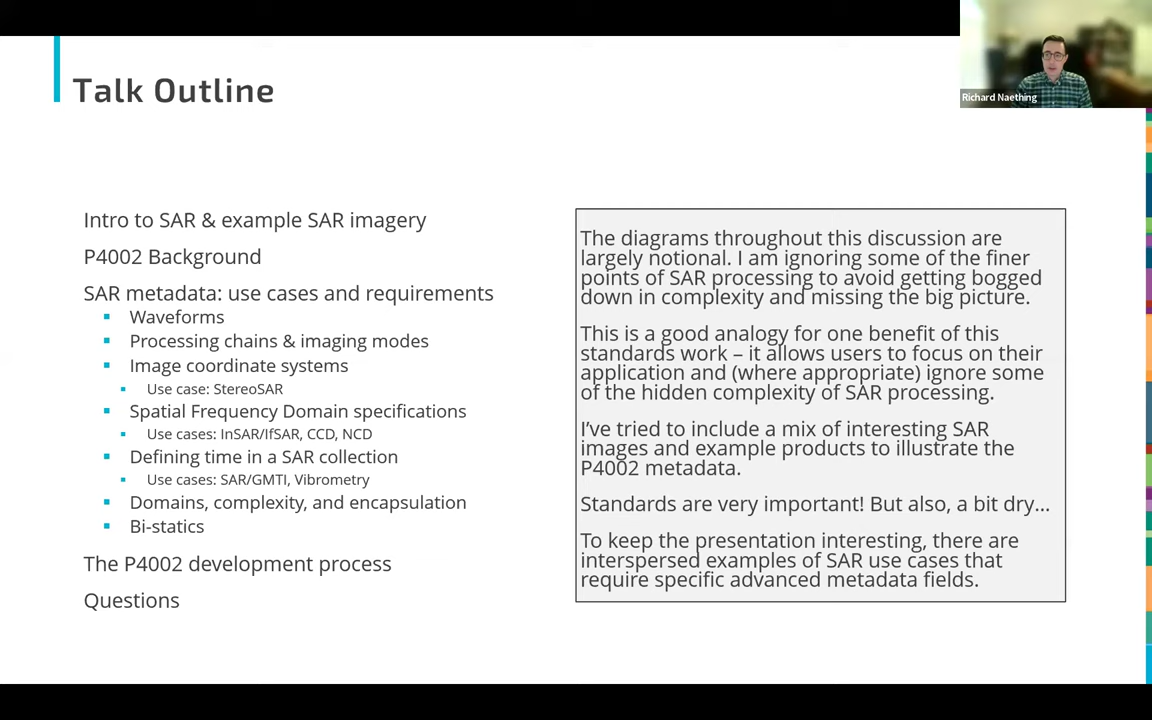 Talk Outline
Richard Naething
Intro to SAR & example SAR imagery
P4002 Background
SAR metadata: use cases and requirements
Waveforms
Processing chains & imaging modes
Image coordinate systems
Use case: StereoSAR
Spatial Frequency Domain specifications
Use cases: InSAR/IfSAR, CCD, NCD
Defining time in a SAR collection
Use cases: SAR/GMTI, Vibrometry
Domains, complexity, and encapsulation
Bi-statics
The P4002 development process
Questions
The diagrams throughout this discussion are
largely notional. I am ignoring some of the finer
points of SAR processing to avoid getting bogged
down in complexity and missing the big picture.
This is a good analogy for one benefit of this
standards work – it allows users to focus on their
application and (where appropriate) ignore some
of the hidden complexity of SAR processing.
I've tried to include a mix of interesting SAR
images and example products to illustrate the
P4002 metadata.
Standards are very important! But also, a bit dry...
To keep the presentation interesting, there are
interspersed examples of SAR use cases that
require specific advanced metadata fields.